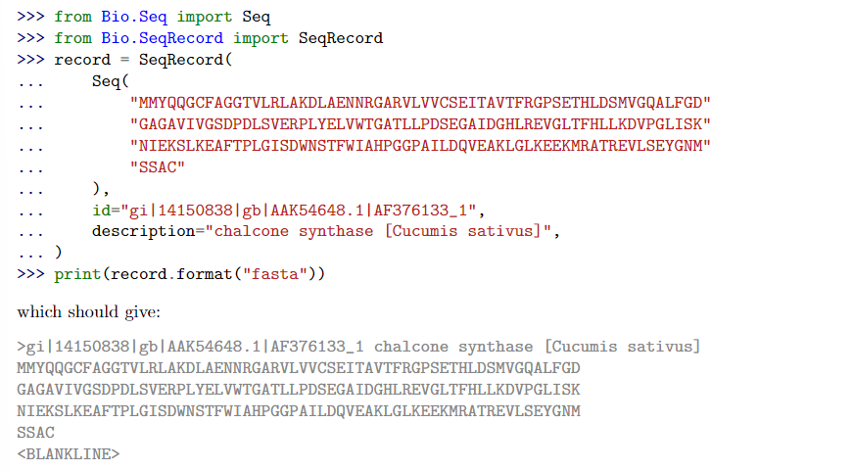 >>> from Bio.Seq import Seq
>>> from Bio.SeqRecord import SeqRecord
>>> record = SeqRecord(
...     Seq(
...         "MMYQQGCFAGGTVLRLAKDLAENNRGARVLVVCSEITAVTFRGPSETHLDSMVGQALFGD"
...         "GAGAVIVGSDPDLSVERPLYELVWTGATLLPDSEGAIDGHLREVGLTFHLLKDVPGLISK"
...         "NIEKSLKEAFTPLGISDWNSTFWIAHPGGPAILDQVEAKLGLKEEKMRATREVLSEYGNM"
...         "SSAC"
...     ),
...     id="gi|14150838|gb|AAK54648.1|AF376133_1",
...     description="chalcone synthase [Cucumis sativus]",
... )
>>> print(record.format("fasta"))
which should give:
>gi|14150838|gb|AAK54648.1|AF376133_1 chalcone synthase [Cucumis sativus]
MMYQQGCFAGGTVLRLAKDLAENNRGARVLVVCSEITAVTFRGPSETHLDSMVGQALFGD
GAGAVIVGSDPDLSVERPLYELVWTGATLLPDSEGAIDGHLREVGLTFHLLKDVPGLISK
NIEKSLKEAFTPLGISDWNSTFWIAHPGGPAILDQVEAKLGLKEEKMRATREVLSEYGNM
SSAC
<BLANKLINE>